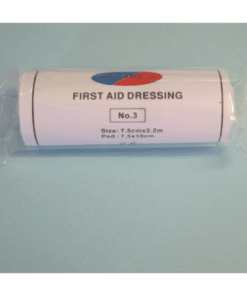 FIRST AID DRESSING
No.3
Size: 7.5cmx2.2m
Pad: 7.5x10cm